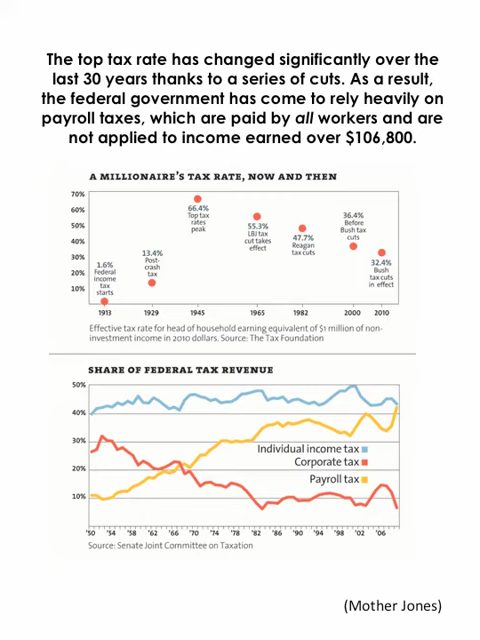 The top tax rate has changed significantly over the
last 30 years thanks to a series of cuts. As a result,
the federal government has come to rely heavily on
payroll taxes, which are paid by all workers and are
not applied to income earned over $106,800.
A MILLIONAIRE'S TAX RATE, NOW AND THEN
70%
60%
50%
40%
30%
20%
10%
1.6%
Federal
income
tax
starts
13.4%
Post-
crash
tax
66.4%
Top tax
rates
peak
55.3%
LBJ tax
cut takes
effect
47.7%
Reagan
tax cuts
36.4%
Before
Bush tax
cuts
32.4%
Bush
tax cuts
in effect
1913 1929 1945 1965 1982 2000 2010
Effective tax rate for head of household earning equivalent of $1 million of non-
investment income in 2010 dollars. Source: The Tax Foundation
SHARE OF FEDERAL TAX REVENUE
50%
40%
30%
20%
10%
Individual income tax
Corporate tax
Payroll tax
'50 '54 '58 '62 '66 '70 '74 '78 '82 '86 '90 '94 '98 '02 '06
Source: Senate Joint Committee on Taxation
(Mother Jones)